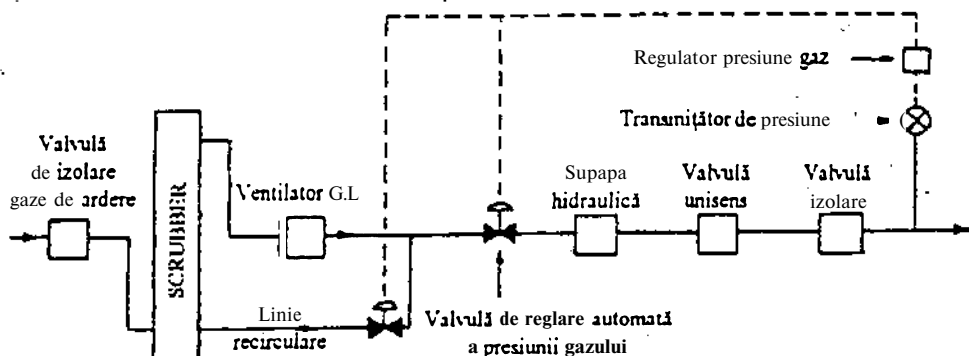 Regulator presiune gaz
Transmițător de presiune
Valvulă
de izolare
gaze de ardere
SCRUBBER
Ventilator G.L
Supapa
hidraulică
Valvulă
unisens
Valvulă
izolare
Linie
recirculare
Valvulă de reglare automată
a presiunii gazului